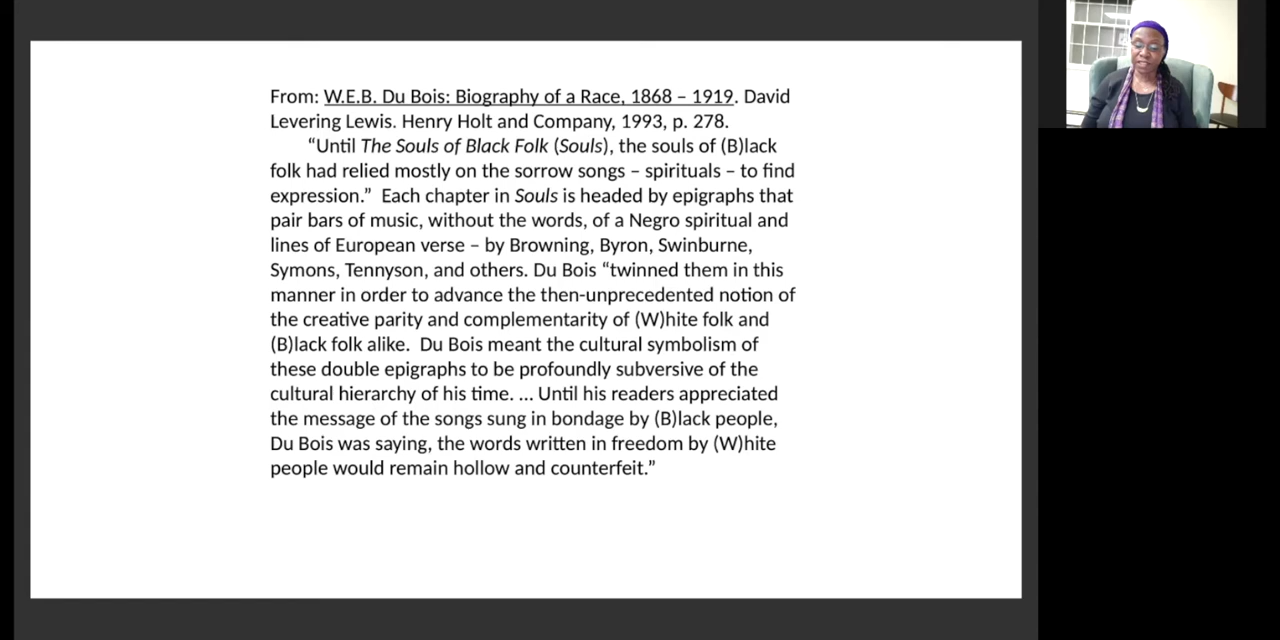 From: W.E.B. Du Bois: Biography of a Race, 1868 – 1919. David
Levering Lewis. Henry Holt and Company, 1993, p. 278.
“Until The Souls of Black Folk (Souls), the souls of (B)lack
folk had relied mostly on the sorrow songs – spirituals – to find
expression.”  Each chapter in Souls is headed by epigraphs that
pair bars of music, without the words, of a Negro spiritual and
lines of European verse – by Browning, Byron, Swinburne,
Symons, Tennyson, and others. Du Bois “twinned them in this
manner in order to advance the then-unprecedented notion of
the creative parity and complementarity of (W)hite folk and
(B)lack folk alike.  Du Bois meant the cultural symbolism of
these double epigraphs to be profoundly subversive of the
cultural hierarchy of his time. ... Until his readers appreciated
the message of the songs sung in bondage by (B)lack people,
Du Bois was saying, the words written in freedom by (W)hite
people would remain hollow and counterfeit.”